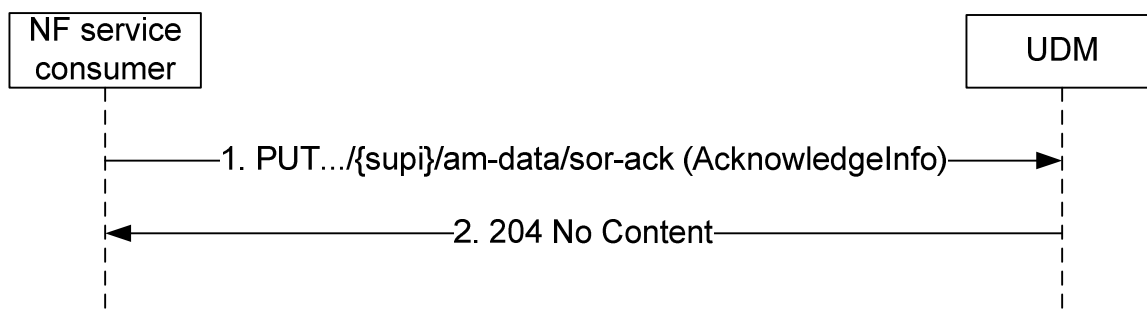 NF service
consumer
UDM
1. PUT.../{supi}/am-data/sor-ack (AcknowledgeInfo)
2. 204 No Content